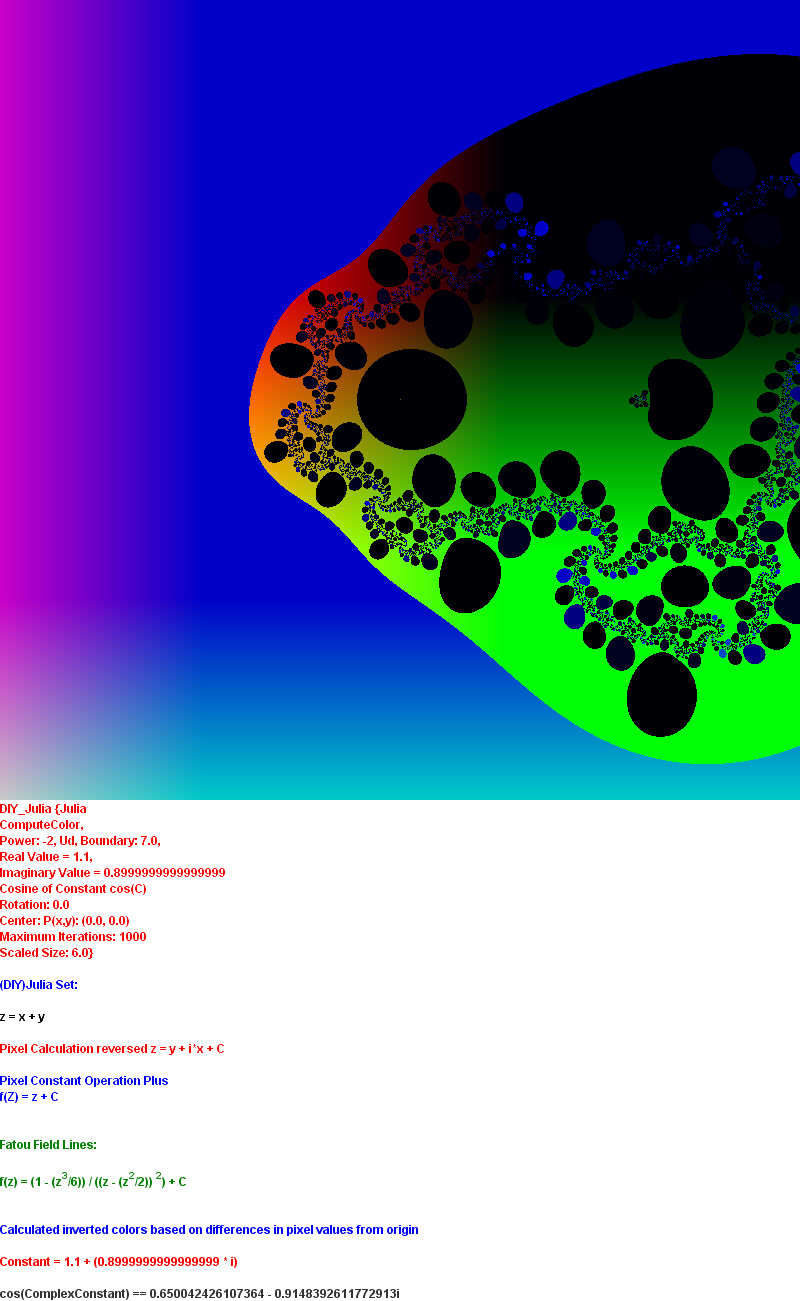 DIY_Julia {Julia
ComputeColor,
Power: -2, Ud, Boundary: 7.0,
Real Value = 1.1,
Imaginary Value = 0.8999999999999999
Cosine of Constant cos(C)
Rotation: 0.0
Center: P(x,y): (0.0, 0.0)
Maximum Iterations: 1000
Scaled Size: 6.0}
(DIY)Julia Set:
z = x + y
Pixel Calculation reversed z = y + i*x + C
Pixel Constant Operation Plus
f(Z) = z + C
Fatou Field Lines:
f(z) = (1 - (z³/6)) / ((z - (z²/2)) ²) + C
Calculated inverted colors based on differences in pixel values from origin
Constant = 1.1 + (0.8999999999999999 * i)
cos(ComplexConstant) == 0.650042426107364 - 0.9148392611772913i